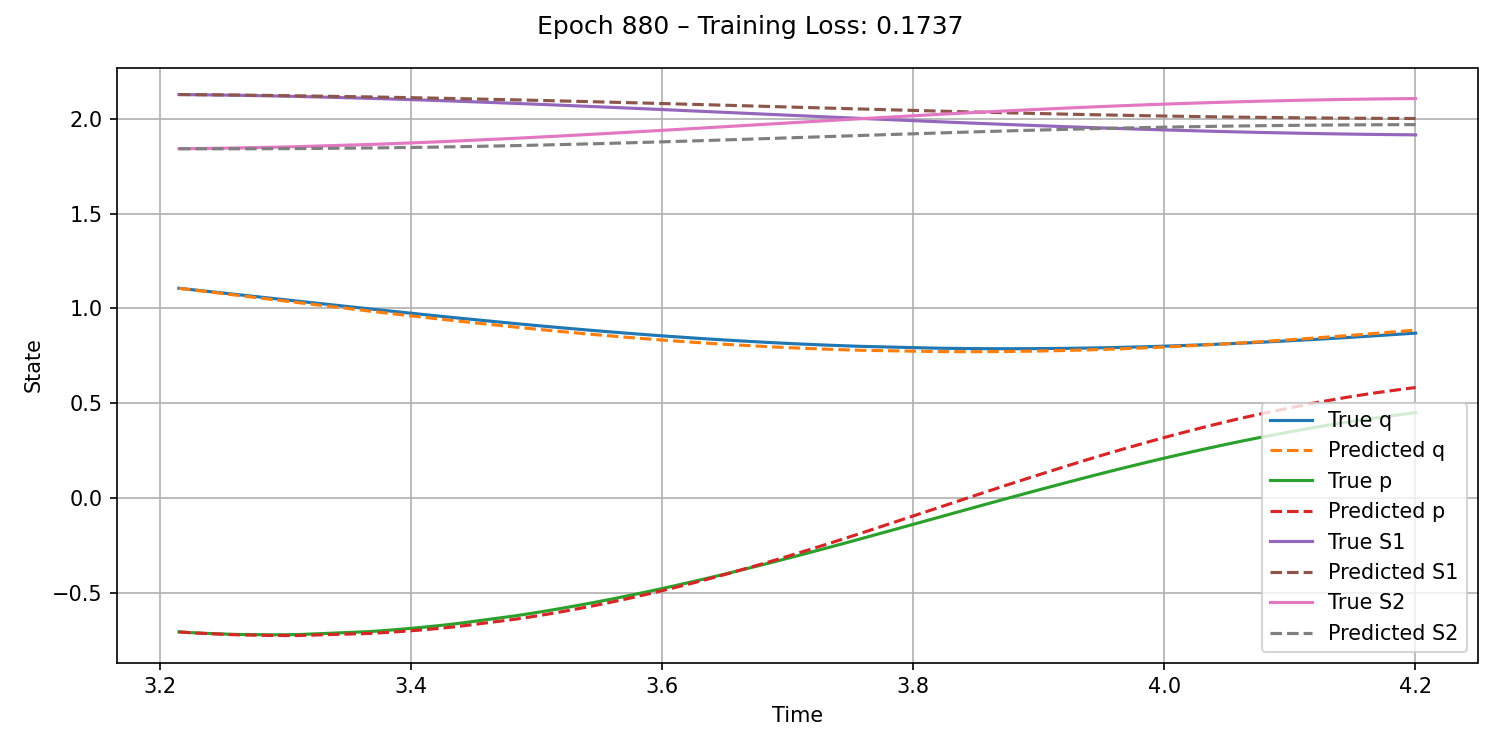 Epoch 880 – Training Loss: 0.1737
State
2.0
1.5
1.0
0.5
0.0
−0.5
3.2
3.4
3.6
3.8
4.0
4.2
Time
True q
Predicted q
True p
Predicted p
True S1
Predicted S1
True S2
Predicted S2